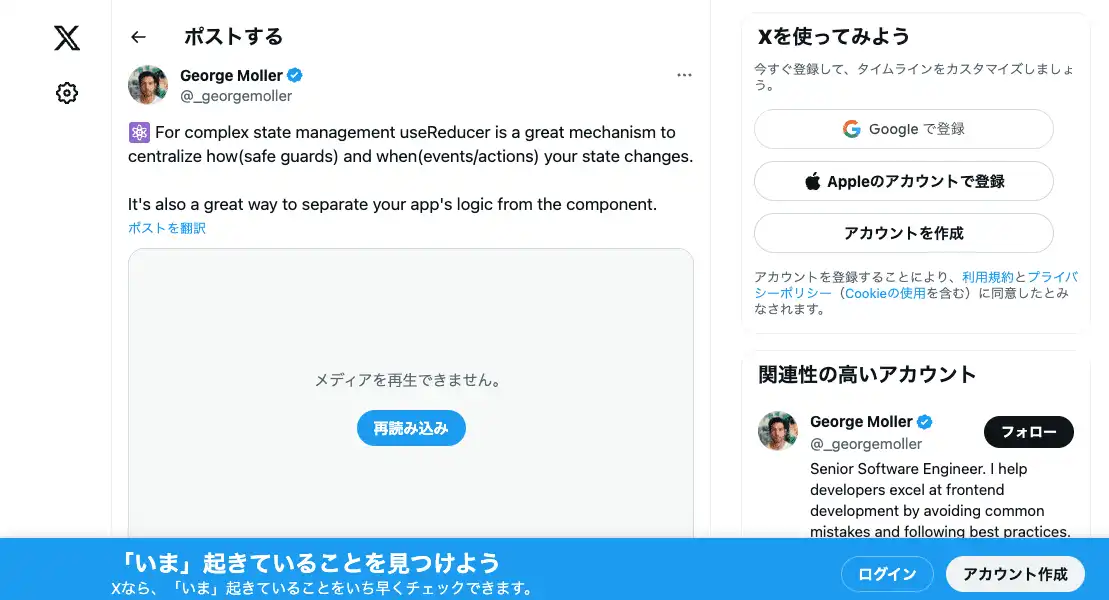 ポストする
George Moller
@_georgemoller
For complex state management useReducer is a great mechanism to
centralize how(safe guards) and when(events/actions) your state changes.
It's also a great way to separate your app's logic from the component.
ポストを翻訳
メディアを再生できません。
再読み込み
Xを使ってみよう
今すぐ登録して、タイムラインをカスタマイズしましょ
う。
Google で登録
Appleのアカウントで登録
アカウントを作成
アカウントを登録することにより、利用規約とプライバ
シーポリシー（Cookieの使用を含む）に同意したとみ
なされます。
関連性の高いアカウント
George Moller
@_georgemoller
フォロー
Senior Software Engineer. I help
developers excel at frontend
development by avoiding common
mistakes and following best practices.
「いま」起きていることを見つけよう
Xなら、「いま」起きていることをいち早くチェックできます。
ログイン
アカウント作成